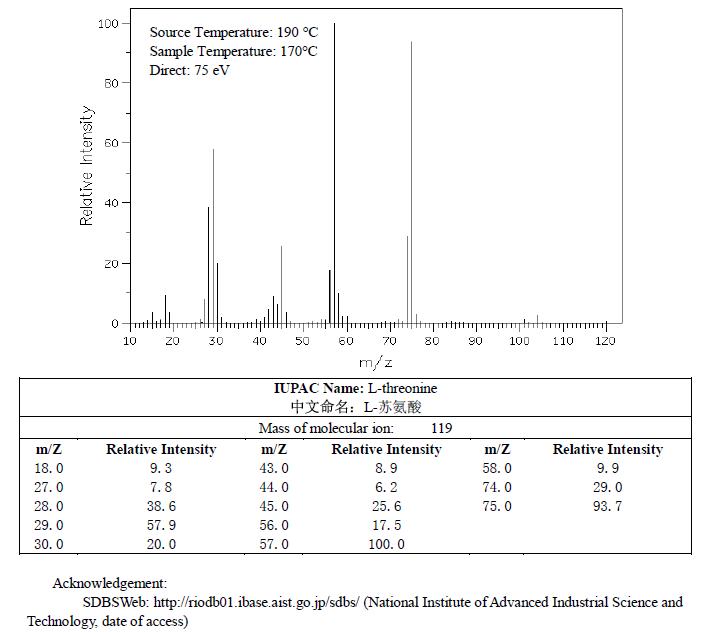 100
80
60
40
20
0
Relative Intensity
Source Temperature: 190 °C
Sample Temperature: 170°C
Direct: 75 eV
10 20 30 40 50 60 70 80 90 100 110 120
m/z
IUPAC Name: L-threonine
中文命名：L-苏氨酸
Mass of molecular ion: 119
m/Z Relative Intensity m/Z Relative Intensity m/Z Relative Intensity
18.0 9.3 43.0 8.9 58.0 9.9
27.0 7.8 44.0 6.2 74.0 29.0
28.0 38.6 45.0 25.6 75.0 93.7
29.0 57.9 56.0 17.5
30.0 20.0 57.0 100.0
Acknowledgement:
SDBSWeb: http://riodb01.ibase.aist.go.jp/sdbs/ (National Institute of Advanced Industrial Science and
Technology, date of access)